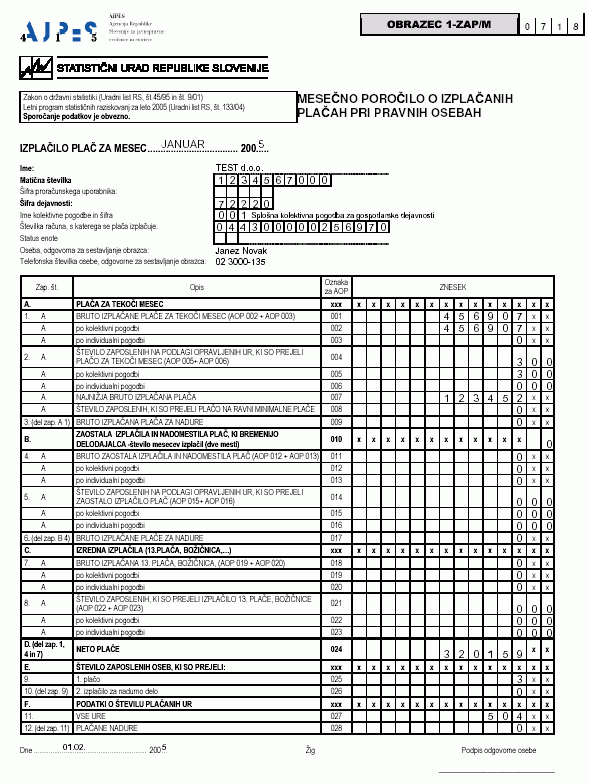 AJPES
AJPES
Agencija Republike
Slovenije za javnopravne
evidence in storitve
OBRAZEC 1-ZAP/M
0 7 1 8
STATISTIČNI URAD REPUBLIKE SLOVENIJE
Zakon o državni statistiki (Uradni list RS, št.45/95 in št. 9/01)
Letni program statističnih raziskovanj za leto 2005 (Uradni list RS, št. 133/04)
Sporočanje podatkov je obvezno.
MESEČNO POROČILO O IZPLAČANIH
PLAČAH PRI PRAVNIH OSEBAH
IZPLAČILO PLAČ ZA MESEC....JANUAR.... 2005
Ime: TEST d.o.o.
Matična številka 1 2 3 4 5 6 7 0 0 0
Šifra proračunskega uporabnika:
Šifra dejavnosti: 7 2 2 2 0
Ime kolektivne pogodbe in šifra 0 0 1 Splošna kolektivna pogodba za gospodarske dejavnosti
Številka računa, s katerega se plača izplačuje: 0 4 4 3 0 0 0 0 0 2 5 6 9 7 0
Status enote
Oseba, odgovorna za sestavljanje obrazca: Janez Novak
Telefonska številka osebe, odgovorne za sestavljanje obrazca: 02 3000-135
Zap. št. Opis Oznaka za AOP ZNESEK
A. PLAČA ZA TEKOČI MESEC xxx x x x x x x x x x x x x x x
1. A BRUTO IZPLAČANE PLAČE ZA TEKOČI MESEC (AOP 002 + AOP 003) 001 4 5 6 9 0 7 x x
A po kolektivni pogodbi 002 4 5 6 9 0 7 x x
A po individualni pogodbi 003 0 x x
2. A ŠTEVILO ZAPOSLENIH NA PODLAGI OPRAVLJENIH UR, KI SO PREJELI
PLAČO ZA TEKOČI MESEC (AOP 005+ AOP 006) 004 3 0 0
A po kolektivni pogodbi 005 3 0 0
A po individualni pogodbi 006 0 0 0
A NAJNIŽJA BRUTO IZPLAČANA PLAČA 007 1 2 3 4 5 2 x x
A ŠTEVILO ZAPOSLENIH, KI SO PREJELI PLAČO NA RAVNI MINIMALNE PLAČE 008 0 x x
3. (del zap. A 1) BRUTO IZPLAČANA PLAČA ZA NADURE 009 0 x x
B. ZAOSTALA IZPLAČILA IN NADOMESTILA PLAČ, KI BREMENIJO
DELODAJALCA -število mesecev izplačil (dve mesti) 010 x x x x x x x x x x x x 0
4. A BRUTO ZAOSTALA IZPLAČILA IN NADOMESTILA PLAČ (AOP 012 + AOP 013) 011 0 x x
A po kolektivni pogodbi 012 0 x x
A po individualni pogodbi 013 0 x x
5. A ŠTEVILO ZAPOSLENIH NA PODLAGI OPRAVLJENIH UR, KI SO PREJELI
ZAOSTALO IZPLAČILO PLAČ (AOP 015+ AOP 016) 014 0 0 0
A po kolektivni pogodbi 015 0 0 0
A po individualni pogodbi 016 0 0 0
6. (del zap. B 4) BRUTO IZPLAČANE PLAČE ZA NADURE 017 0 x x
C. IZREDNA IZPLAČILA (13.PLAČA, BOŽIČNICA,...) xxx x x x x x x x x x x x x x x
7. A BRUTO IZPLAČANA 13. PLAČA, BOŽIČNICA, (AOP 019 + AOP 020) 018 0 x x
A po kolektivni pogodbi 019 0 x x
A po individualni pogodbi 020 0 x x
8. A ŠTEVILO ZAPOSLENIH, KI SO PREJELI IZPLAČILO 13. PLAČE, BOŽIČNICE
(AOP 022 + AOP 023) 021 0 0 0
A po kolektivni pogodbi 022 0 0 0
A po individualni pogodbi 023 0 0 0
D. (del zap. 1, 4 in 7) NETO PLAČE 024 3 2 0 1 5 9 x x
E. ŠTEVILO ZAPOSLENIH OSEB, KI SO PREJELI: xxx x x x x x x x x x x x x x x
9. 1. plačo 025 3 x x
10. (del zap. 9) 2. izplačilo za nadurno delo 026 0 x x
F. PODATKI O ŠTEVILU PLAČANIH UR xxx x x x x x x x x x x x x x x
11. VSE URE 027 5 0 4 x x
12. (del zap. 11) PLAČANE NADURE 028 0 x x
Dne ....01.02..... 2005 Žig Podpis odgovorne osebe